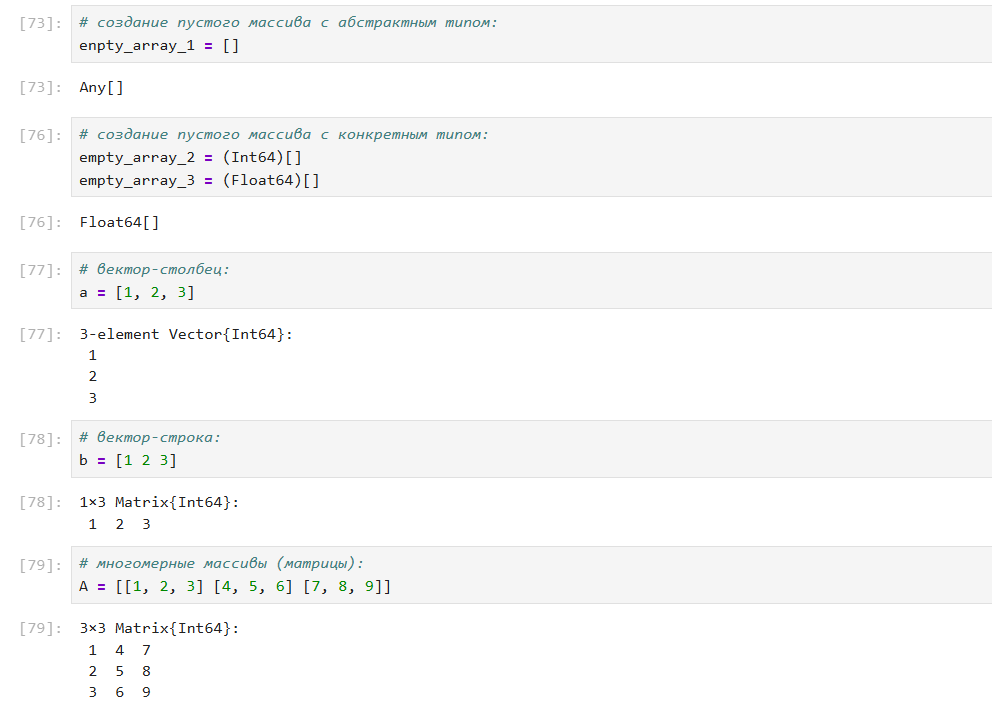 [73]: # создание пустого массива с абстрактным типом:
enpty_array_1 = []
[73]: Any[]
[76]: # создание пустого массива с конкретным типом:
empty_array_2 = (Int64)[]
empty_array_3 = (Float64)[]
[76]: Float64[]
[77]: # вектор-столбец:
a = [1, 2, 3]
[77]: 3-element Vector{Int64}:
1
2
3
[78]: # вектор-строка:
b = [1 2 3]
[78]: 1×3 Matrix{Int64}:
1 2 3
[79]: # многомерные массивы (матрицы):
A = [[1, 2, 3] [4, 5, 6] [7, 8, 9]]
[79]: 3×3 Matrix{Int64}:
1 4 7
2 5 8
3 6 9